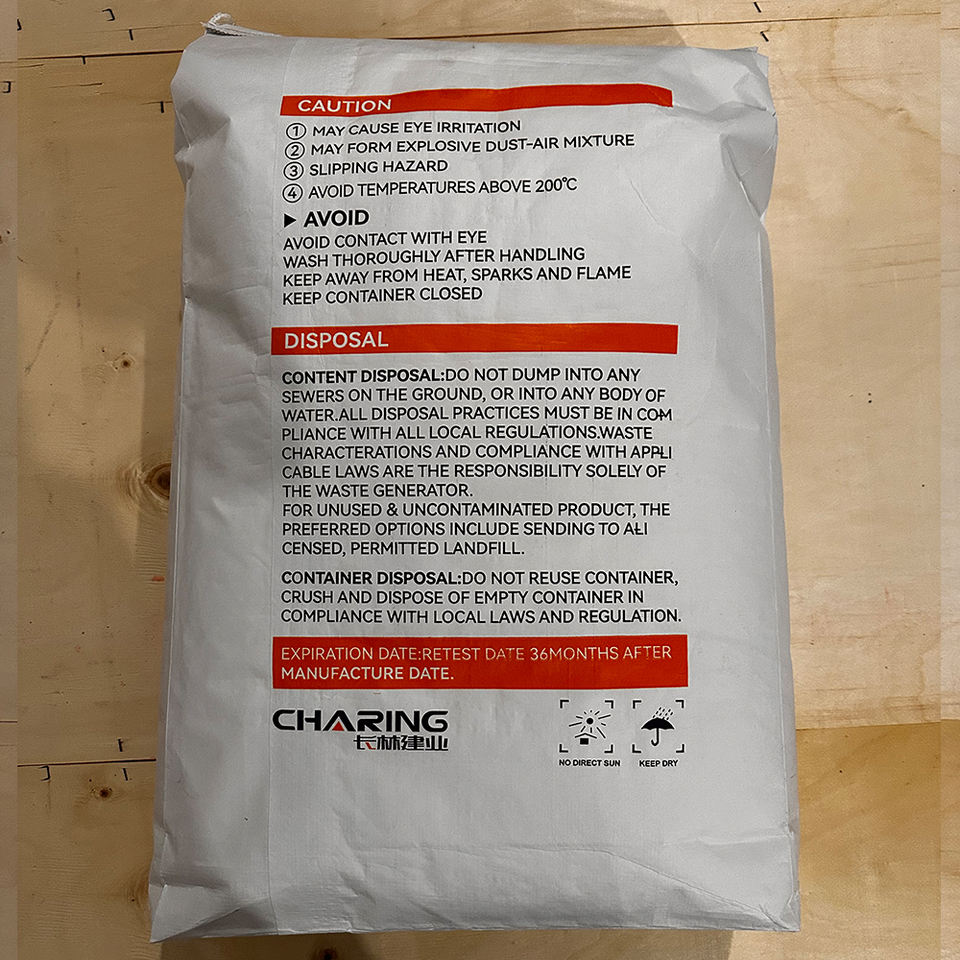 CAUTION
① MAY CAUSE EYE IRRITATION
② MAY FORM EXPLOSIVE DUST-AIR MIXTURE
③ SLIPPING HAZARD
④ AVOID TEMPERATURES ABOVE 200℃
▶ AVOID
AVOID CONTACT WITH EYE
WASH THOROUGHLY AFTER HANDLING
KEEP AWAY FROM HEAT, SPARKS AND FLAME
KEEP CONTAINER CLOSED
DISPOSAL
CONTENT DISPOSAL:DO NOT DUMP INTO ANY
SEWERS ON THE GROUND, OR INTO ANY BODY OF
WATER.ALL DISPOSAL PRACTICES MUST BE IN COM-
PLIANCE WITH ALL LOCAL REGULATIONS.WASTE
CHARACTERATIONS AND COMPLIANCE WITH APPLI-
CABLE LAWS ARE THE RESPONSIBILITY SOLELY OF
THE WASTE GENERATOR.
FOR UNUSED & UNCONTAMINATED PRODUCT, THE
PREFERRED OPTIONS INCLUDE SENDING TO A LI-
CENSED, PERMITTED LANDFILL.
CONTAINER DISPOSAL:DO NOT REUSE CONTAINER,
CRUSH AND DISPOSE OF EMPTY CONTAINER IN
COMPLIANCE WITH LOCAL LAWS AND REGULATION.
EXPIRATION DATE:RETEST DATE 36MONTHS AFTER
MANUFACTURE DATE.
CHARING
长林建业
NO DIRECT SUN
KEEP DRY